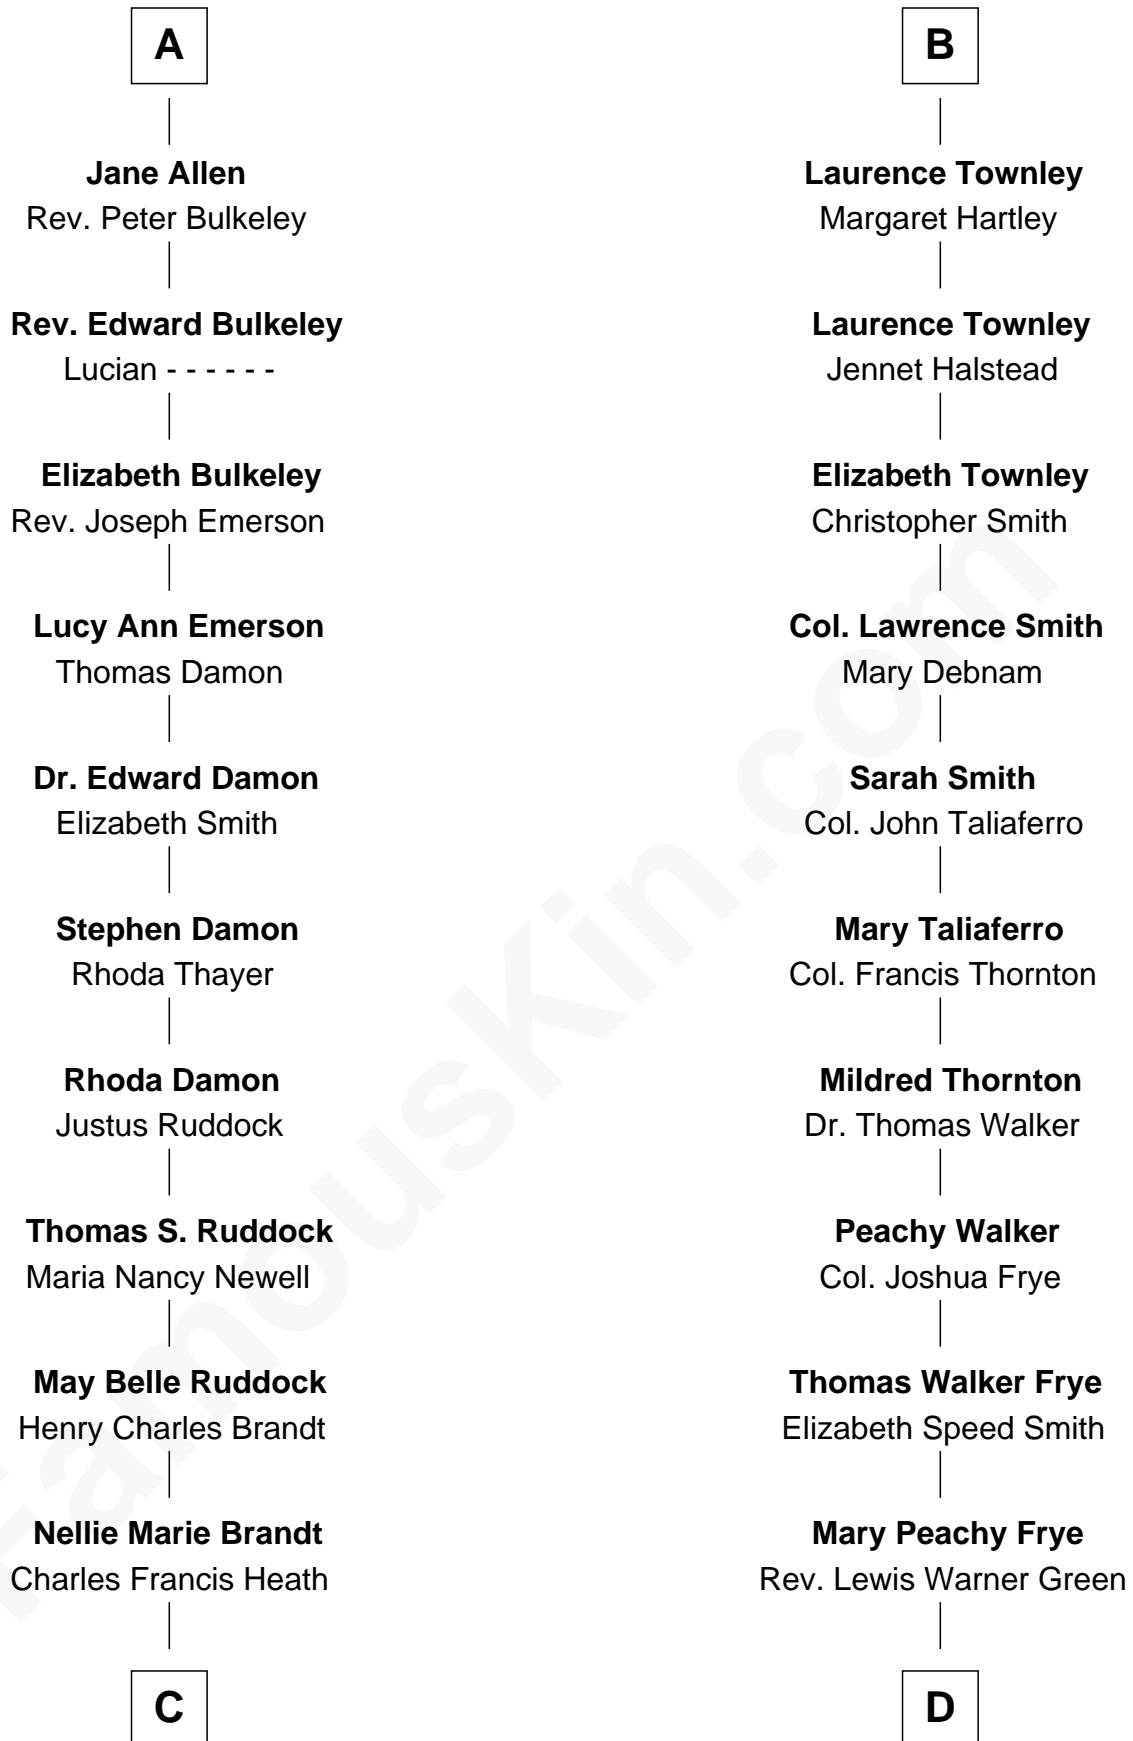 A
Jane Allen
Rev. Peter Bulkeley
Rev. Edward Bulkeley
Lucian - - - - - -
Elizabeth Bulkeley
Rev. Joseph Emerson
Lucy Ann Emerson
Thomas Damon
Dr. Edward Damon
Elizabeth Smith
Stephen Damon
Rhoda Thayer
Rhoda Damon
Justus Ruddock
Thomas S. Ruddock
Maria Nancy Newell
May Belle Ruddock
Henry Charles Brandt
Nellie Marie Brandt
Charles Francis Heath
C
B
Laurence Townley
Margaret Hartley
Laurence Townley
Jennet Halstead
Elizabeth Townley
Christopher Smith
Col. Lawrence Smith
Mary Debnam
Sarah Smith
Col. John Taliaferro
Mary Taliaferro
Col. Francis Thornton
Mildred Thornton
Dr. Thomas Walker
Peachy Walker
Col. Joshua Frye
Thomas Walker Frye
Elizabeth Speed Smith
Mary Peachy Frye
Rev. Lewis Warner Green
D
FamousKin.com